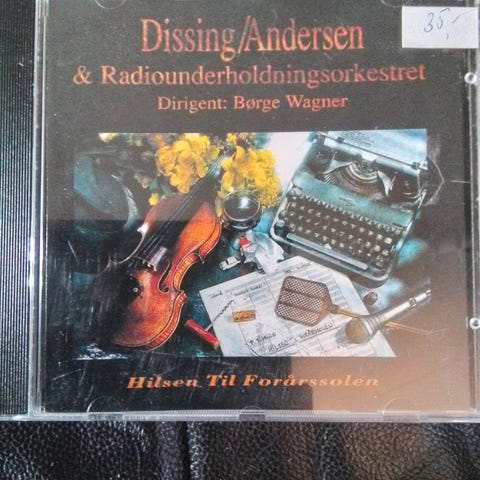 35,-
Dissing/Andersen
& Radiounderholdningsorkestret
Dirigent: Børge Wagner
Hilsen Til Forårssolen